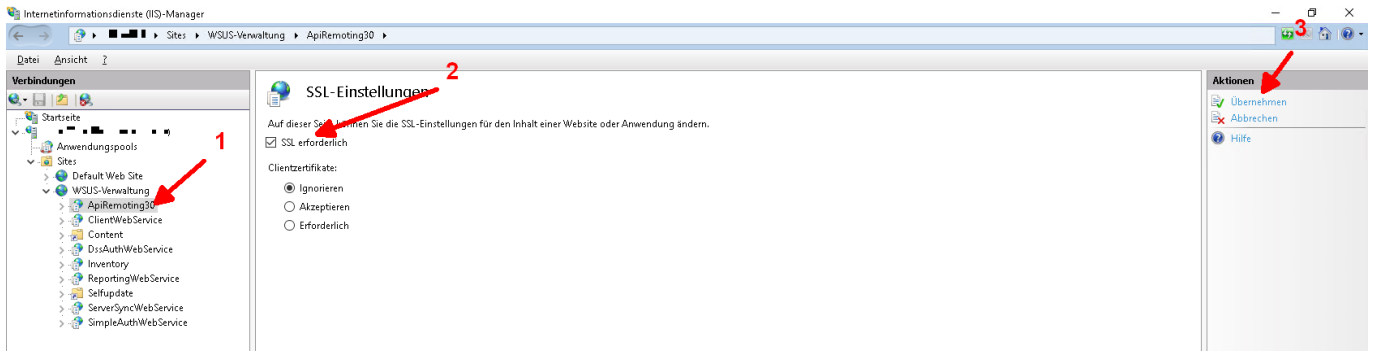 Internetinformationsdienste (IIS)-Manager
Sites WSUS-Verwaltung ApiRemoting30
3
Datei Ansicht ?
Verbindungen
Startseite
Anwendungspools
Sites
Default Web Site
WSUS-Verwaltung
ApiRemoting30
ClientWebService
Content
DssAuthWebService
Inventory
ReportingWebService
Selfupdate
ServerSyncWebService
SimpleAuthWebService
1
2
SSL-Einstellungen
Auf dieser Seite können Sie die SSL-Einstellungen für den Inhalt einer Website oder Anwendung ändern.
SSL erforderlich
Clientzertifikate:
Ignorieren
Akzeptieren
Erforderlich
Aktionen
Übernehmen
Abbrechen
Hilfe